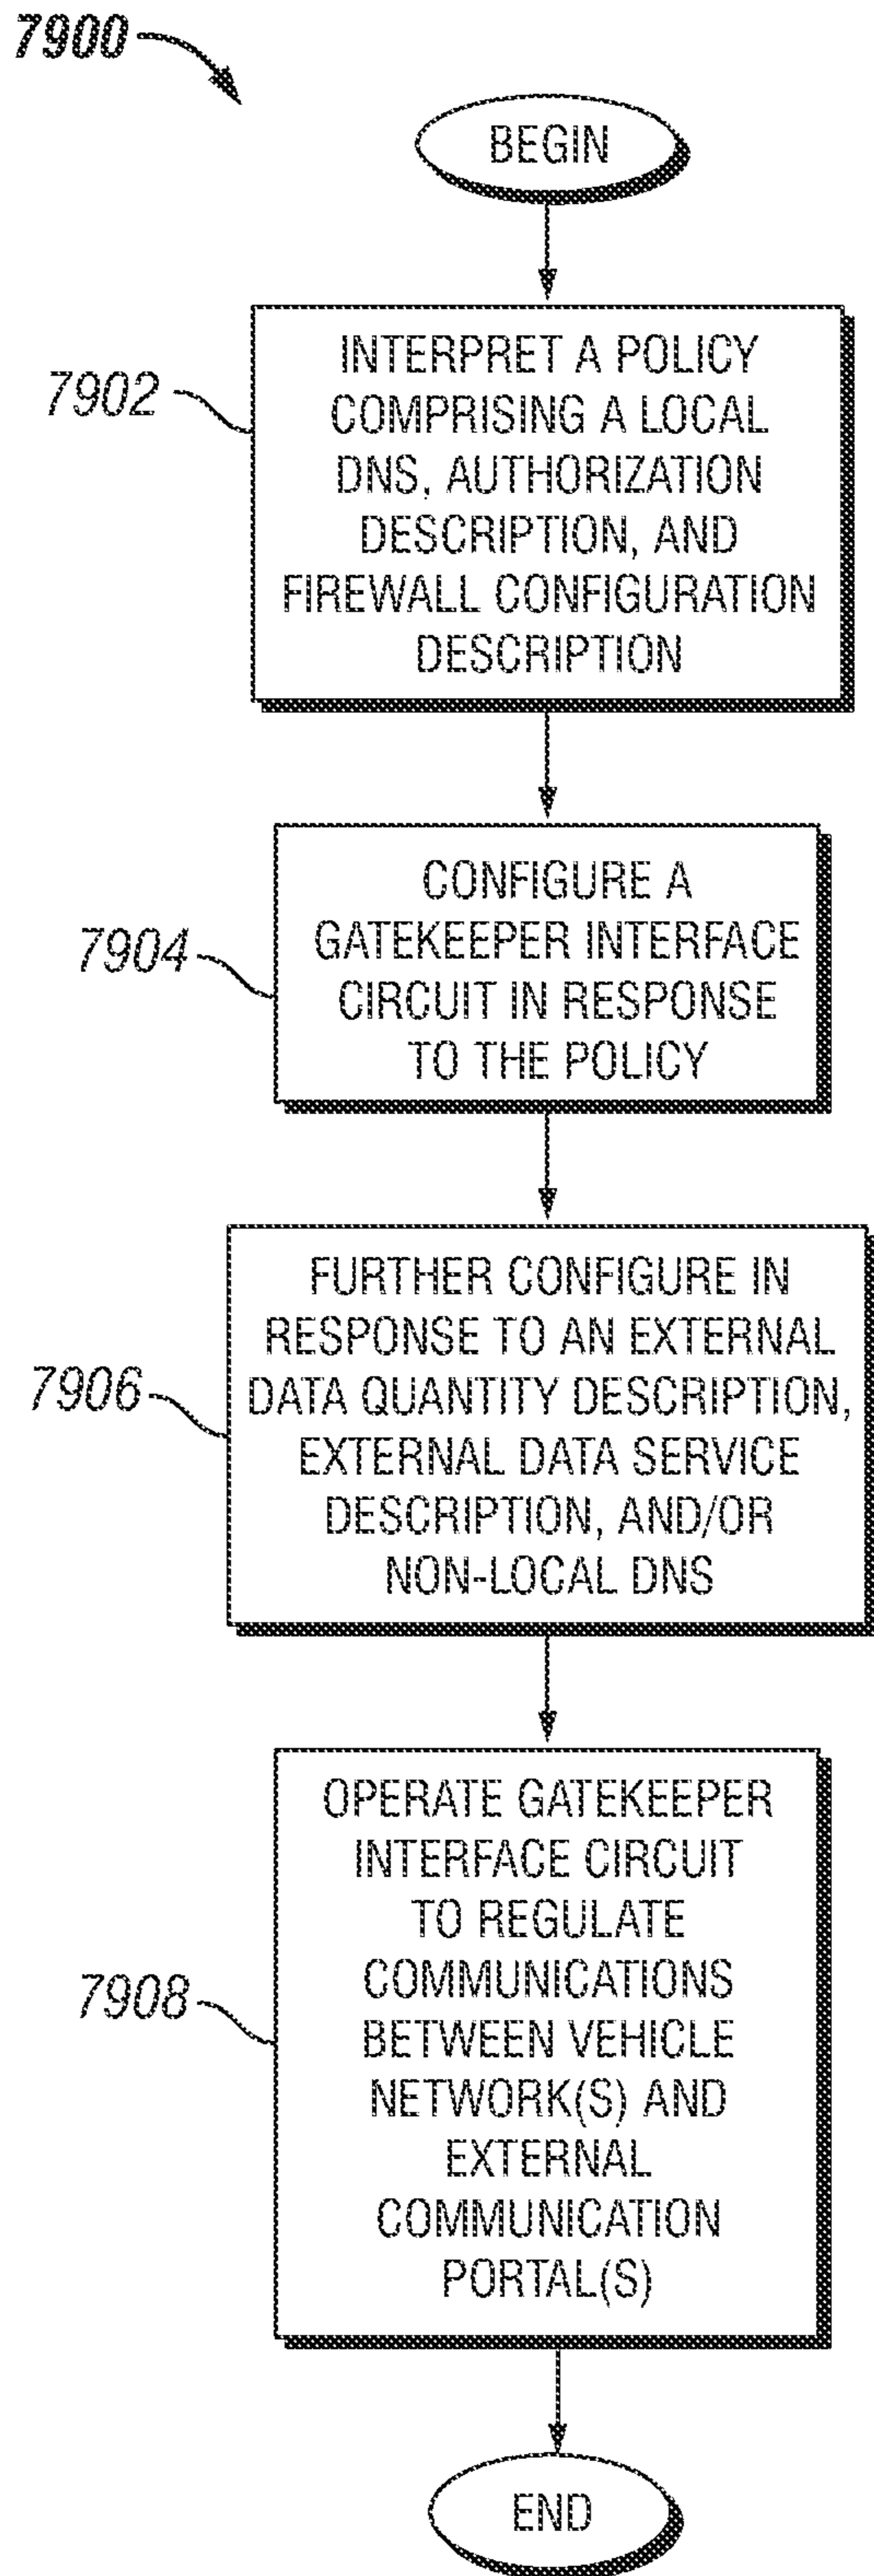 7900
BEGIN
7902
INTERPRET A POLICY
COMPRISING A LOCAL
DNS, AUTHORIZATION
DESCRIPTION, AND
FIREWALL CONFIGURATION
DESCRIPTION
7904
CONFIGURE A
GATEKEEPER INTERFACE
CIRCUIT IN RESPONSE
TO THE POLICY
7906
FURTHER CONFIGURE IN
RESPONSE TO AN EXTERNAL
DATA QUANTITY DESCRIPTION,
EXTERNAL DATA SERVICE
DESCRIPTION, AND/OR
NON-LOCAL DNS
7908
OPERATE GATEKEEPER
INTERFACE CIRCUIT
TO REGULATE
COMMUNICATIONS
BETWEEN VEHICLE
NETWORK(S) AND
EXTERNAL
COMMUNICATION
PORTAL(S)
END